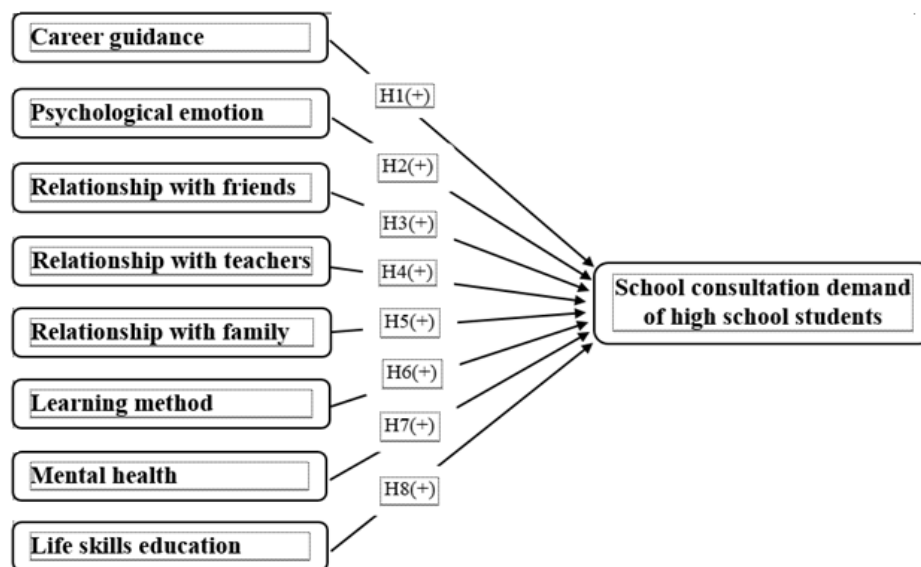 Career guidance
H1(+)
Psychological emotion
H2(+)
Relationship with friends
H3(+)
Relationship with teachers
H4(+)
School consultation demand
of high school students
Relationship with family
H5(+)
H6(+)
Learning method
H7(+)
Mental health
H8(+)
Life skills education